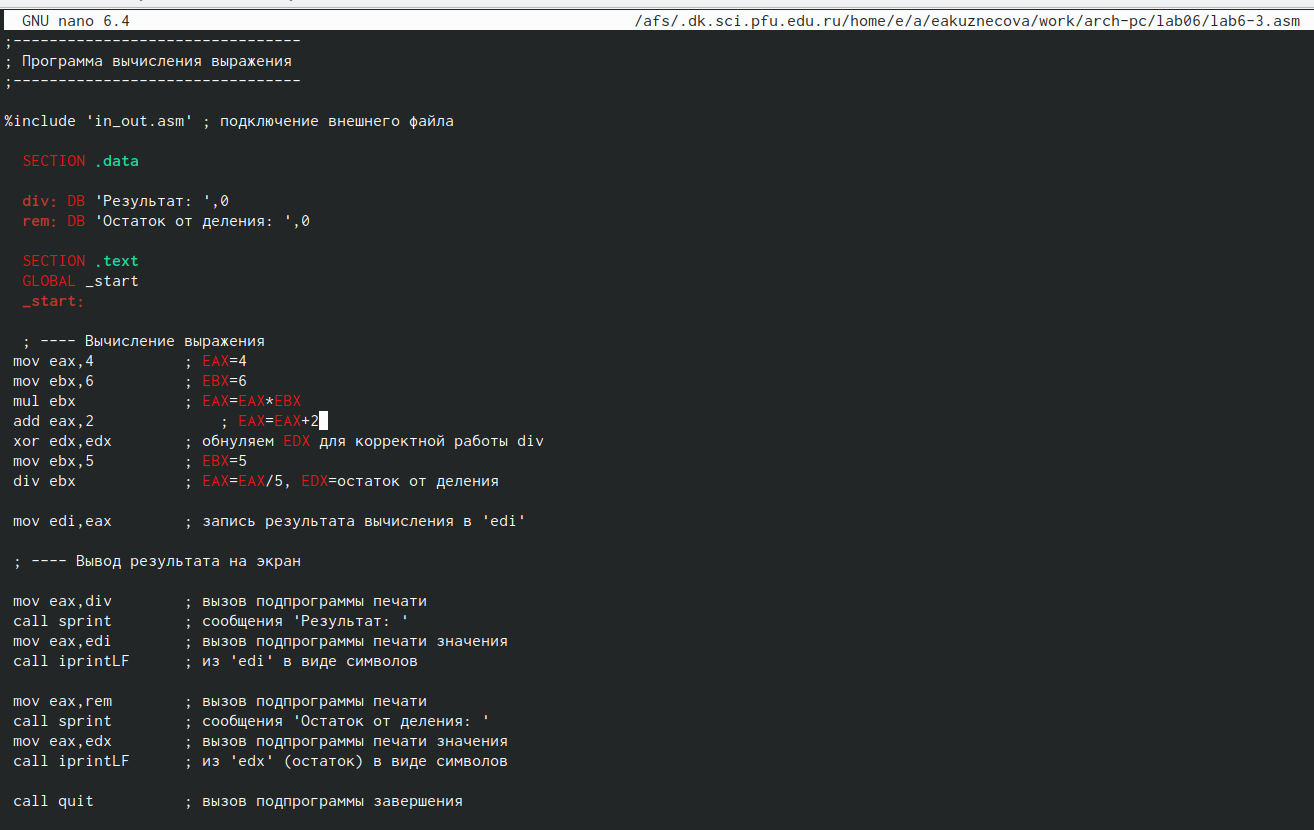 GNU nano 6.4 /afs/.dk.sci.pfu.edu.ru/home/e/a/eakuznecova/work/arch-pc/lab06/lab6-3.asm
;--------------------------------
; Программа вычисления выражения
;--------------------------------
%include 'in_out.asm' ; подключение внешнего файла
SECTION .data
div: DB 'Результат: ',0
rem: DB 'Остаток от деления: ',0
SECTION .text
GLOBAL _start
_start:
; ---- Вычисление выражения
mov eax,4 ; EAX=4
mov ebx,6 ; EBX=6
mul ebx ; EAX=EAX*EBX
add eax,2 ; EAX=EAX+2
xor edx,edx ; обнуляем EDX для корректной работы div
mov ebx,5 ; EBX=5
div ebx ; EAX=EAX/5, EDX=остаток от деления
mov edi,eax ; запись результата вычисления в 'edi'
; ---- Вывод результата на экран
mov eax,div ; вызов подпрограммы печати
call sprint ; сообщения 'Результат: '
mov eax,edi ; вызов подпрограммы печати значения
call iprintLF ; из 'edi' в виде символов
mov eax,rem ; вызов подпрограммы печати
call sprint ; сообщения 'Остаток от деления: '
mov eax,edx ; вызов подпрограммы печати значения
call iprintLF ; из 'edx' (остаток) в виде символов
call quit ; вызов подпрограммы завершения